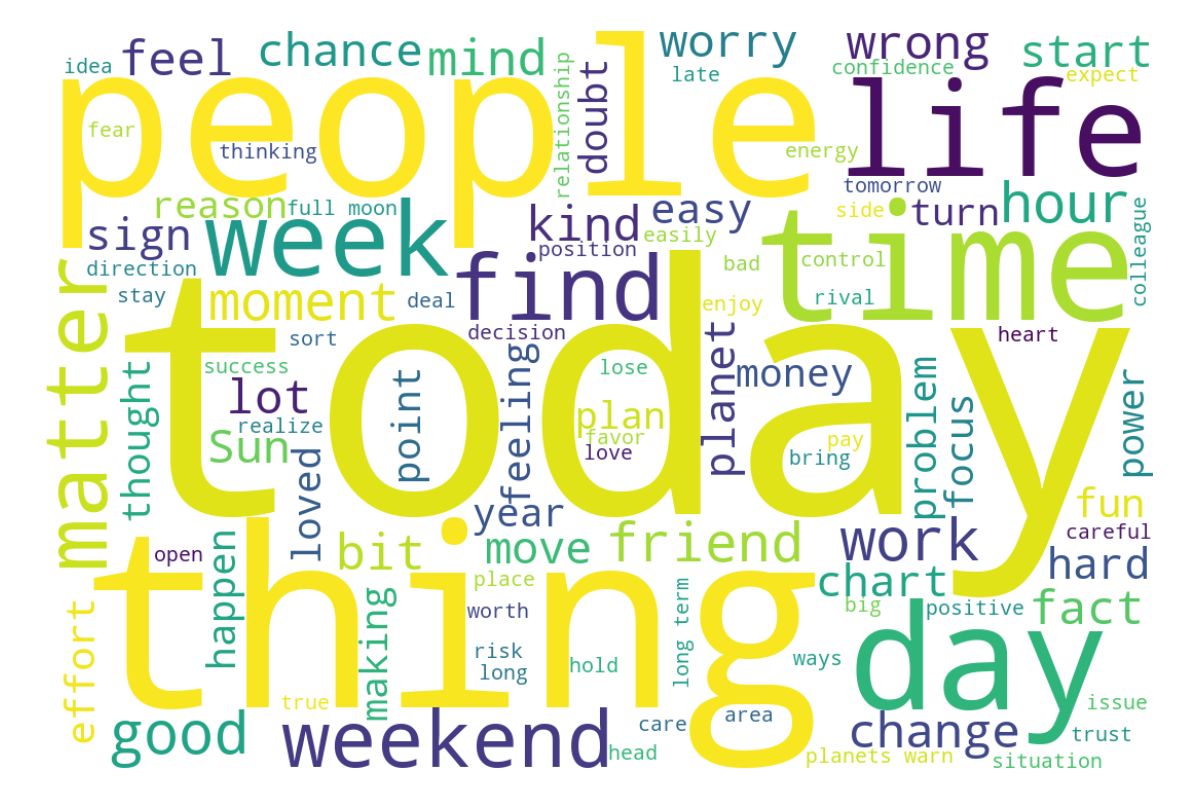 idea
feel
chance
mind
worry
late
wrong
confidence
start
expect
people
life
fear
thinking
relationship
doubt
energy
tomorrow
reason
full moon
sign
week
kind
position
easy
easily
side
turn
hour
colleague
direction
stay
moment
deal
find
bad
control
time
enjoy
rival
matter
today
sort
decision
heart
success
lot
realize
thought
Sun
loved
point
feeling
lose
plan
favor
love
planet
money
pay
bring
problem
focus
power
year
fun
careful
open
happen
bit
move
friend
work
hard
chart
thing
place
worth
big
positive
fact
effort
making
risk
long
hold
long term
ways
day
true
issue
good
weekend
care
area
head
change
trust
planets warn
situation